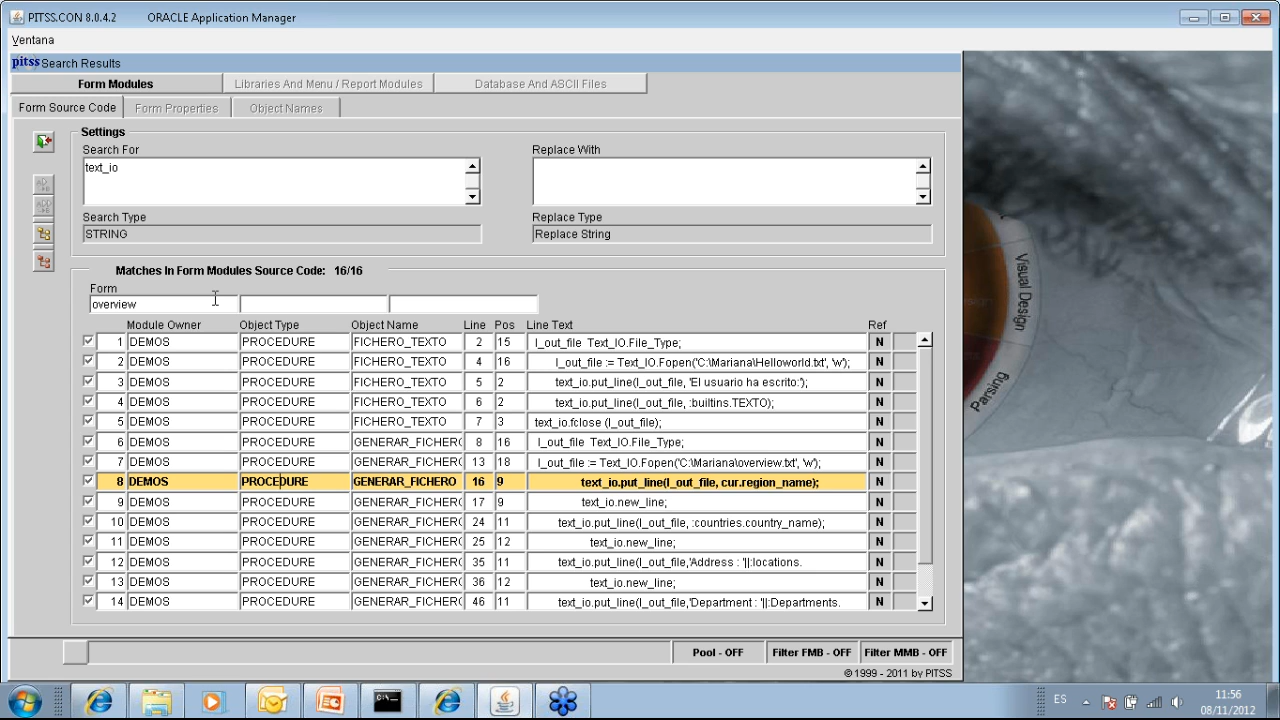 PITSS.CON 8.0.4.2 ORACLE Application Manager
Ventana
pitss Search Results
Form Modules Libraries And Menu / Report Modules Database And ASCII Files
Form Source Code Form Properties Object Names
Settings
Search For Replace With
text_io
Search Type Replace Type
STRING Replace String
Matches In Form Modules Source Code: 16/16
Form
overview
Module Owner Object Type Object Name Line Pos Line Text Ref
1 DEMOS PROCEDURE FICHERO_TEXTO 2 15 l_out_file Text_IO.File_Type; N
2 DEMOS PROCEDURE FICHERO_TEXTO 4 16 l_out_file := Text_IO.Fopen('C:\Mariana\Helloworld.txt', 'w'); N
3 DEMOS PROCEDURE FICHERO_TEXTO 5 2 text_io.put_line(l_out_file, 'El usuario ha escrito:'); N
4 DEMOS PROCEDURE FICHERO_TEXTO 6 2 text_io.put_line(l_out_file, :builtins.TEXTO); N
5 DEMOS PROCEDURE FICHERO_TEXTO 7 3 text_io.fclose (l_out_file); N
6 DEMOS PROCEDURE GENERAR_FICHERO 8 16 l_out_file Text_IO.File_Type; N
7 DEMOS PROCEDURE GENERAR_FICHERO 13 18 l_out_file := Text_IO.Fopen('C:\Mariana\overview.txt', 'w'); N
8 DEMOS PROCEDURE GENERAR_FICHERO 16 9 text_io.put_line(l_out_file, cur.region_name); N
9 DEMOS PROCEDURE GENERAR_FICHERO 17 9 text_io.new_line; N
10 DEMOS PROCEDURE GENERAR_FICHERO 24 11 text_io.put_line(l_out_file, :countries.country_name); N
11 DEMOS PROCEDURE GENERAR_FICHERO 25 12 text_io.new_line; N
12 DEMOS PROCEDURE GENERAR_FICHERO 35 11 text_io.put_line(l_out_file,'Address : '||:locations. N
13 DEMOS PROCEDURE GENERAR_FICHERO 36 12 text_io.new_line; N
14 DEMOS PROCEDURE GENERAR_FICHERO 46 11 text_io.put_line(l_out_file,'Department : '||:Departments. N
Pool - OFF Filter FMB - OFF Filter MMB - OFF
© 1999 - 2011 by PITSS
Visual Design
Parsing
ES 11:56
08/11/2012